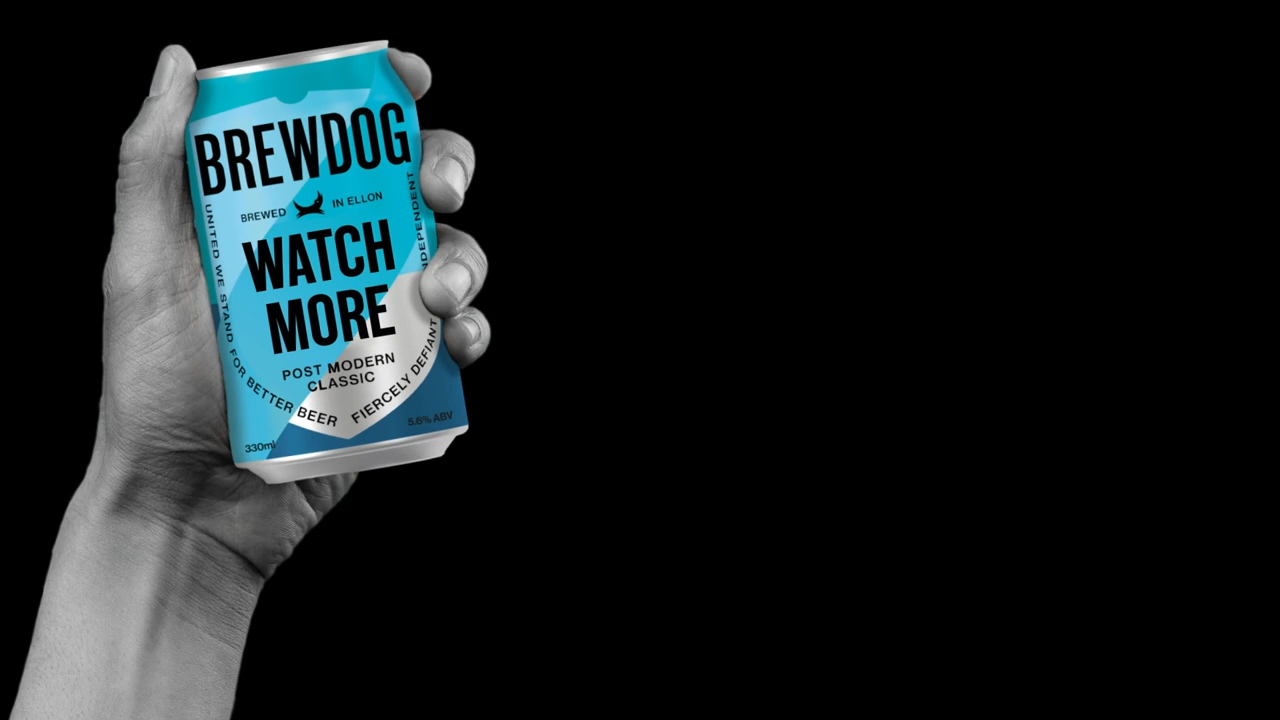 BREWDOG
BREWED IN ELLON
WATCH
MORE
POST MODERN
CLASSIC
UNITED WE STAND FOR BETTER BEER
FIERCELY DEFIANT
NDEPENDENT
330ml
5.6% ABV